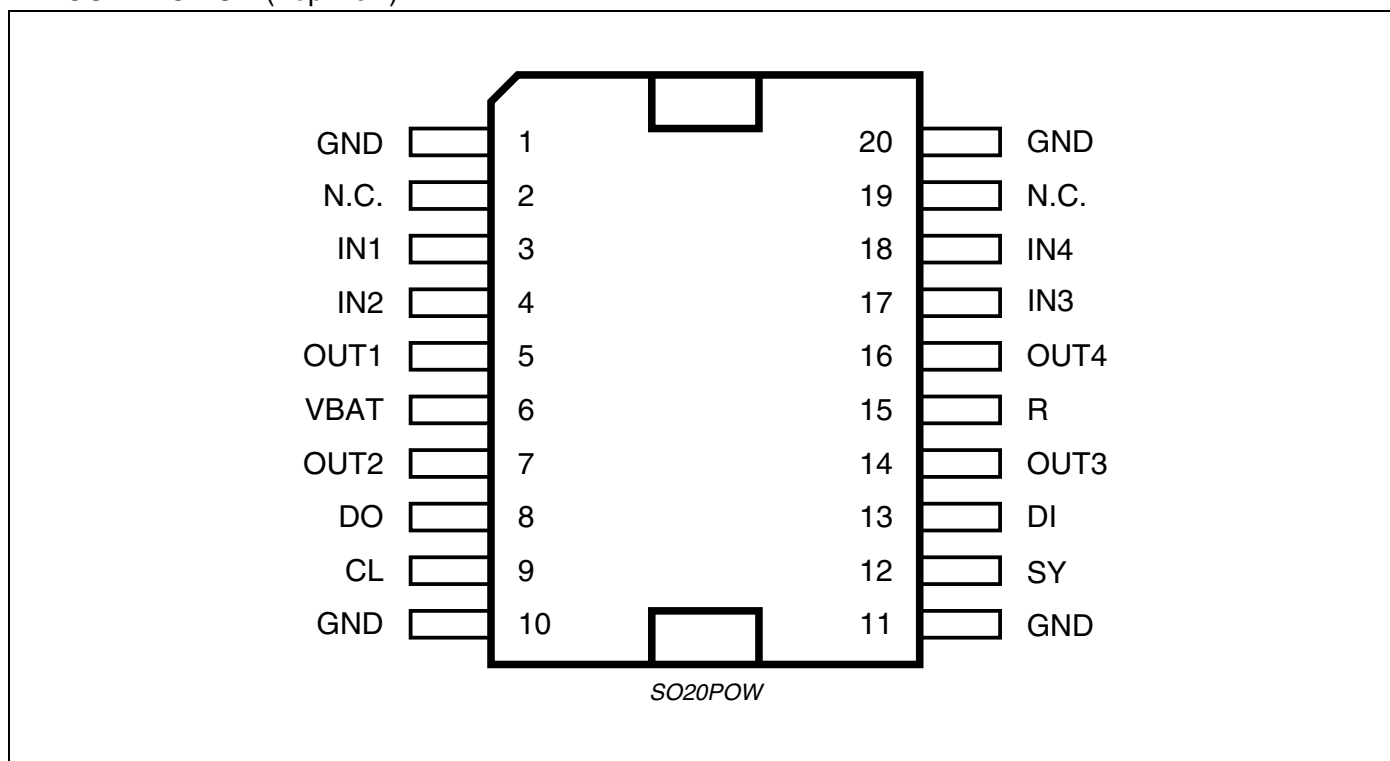 GND 1 20 GND
N.C. 2 19 N.C.
IN1 3 18 IN4
IN2 4 17 IN3
OUT1 5 16 OUT4
VBAT 6 15 R
OUT2 7 14 OUT3
DO 8 13 DI
CL 9 12 SY
GND 10 11 GND
SO20POW